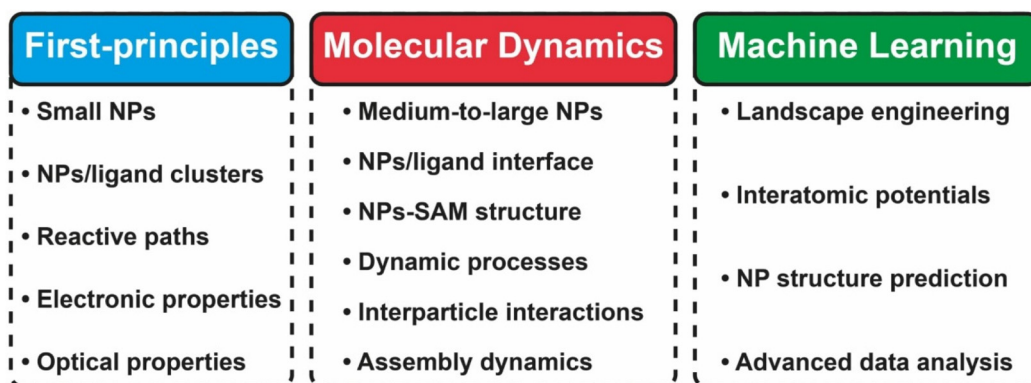 First-principles
• Small NPs
• NPs/ligand clusters
• Reactive paths
• Electronic properties
• Optical properties
Molecular Dynamics
• Medium-to-large NPs
• NPs/ligand interface
• NPs-SAM structure
• Dynamic processes
• Interparticle interactions
• Assembly dynamics
Machine Learning
• Landscape engineering
• Interatomic potentials
• NP structure prediction
• Advanced data analysis